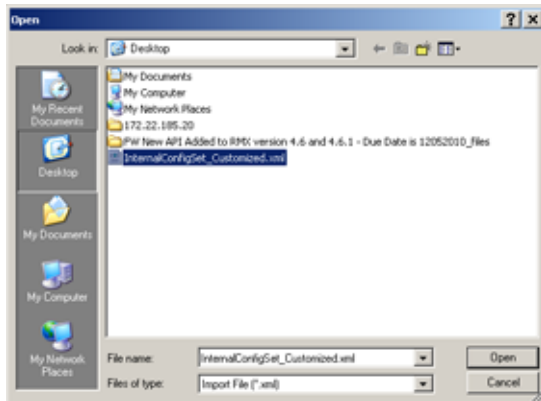 Open
Look in: Desktop
My Recent Documents
Desktop
My Documents
My Computer
My Network Places
My Documents
My Computer
My Network Places
172.22.185.20
FW New API Added to RMX version 4.6 and 4.6.1 - Due Date is 12052010_files
InternalConfigSet_Customized.xml
File name: InternalConfigSet_Customized.xml Open
Files of type: Import File (*.xml) Cancel